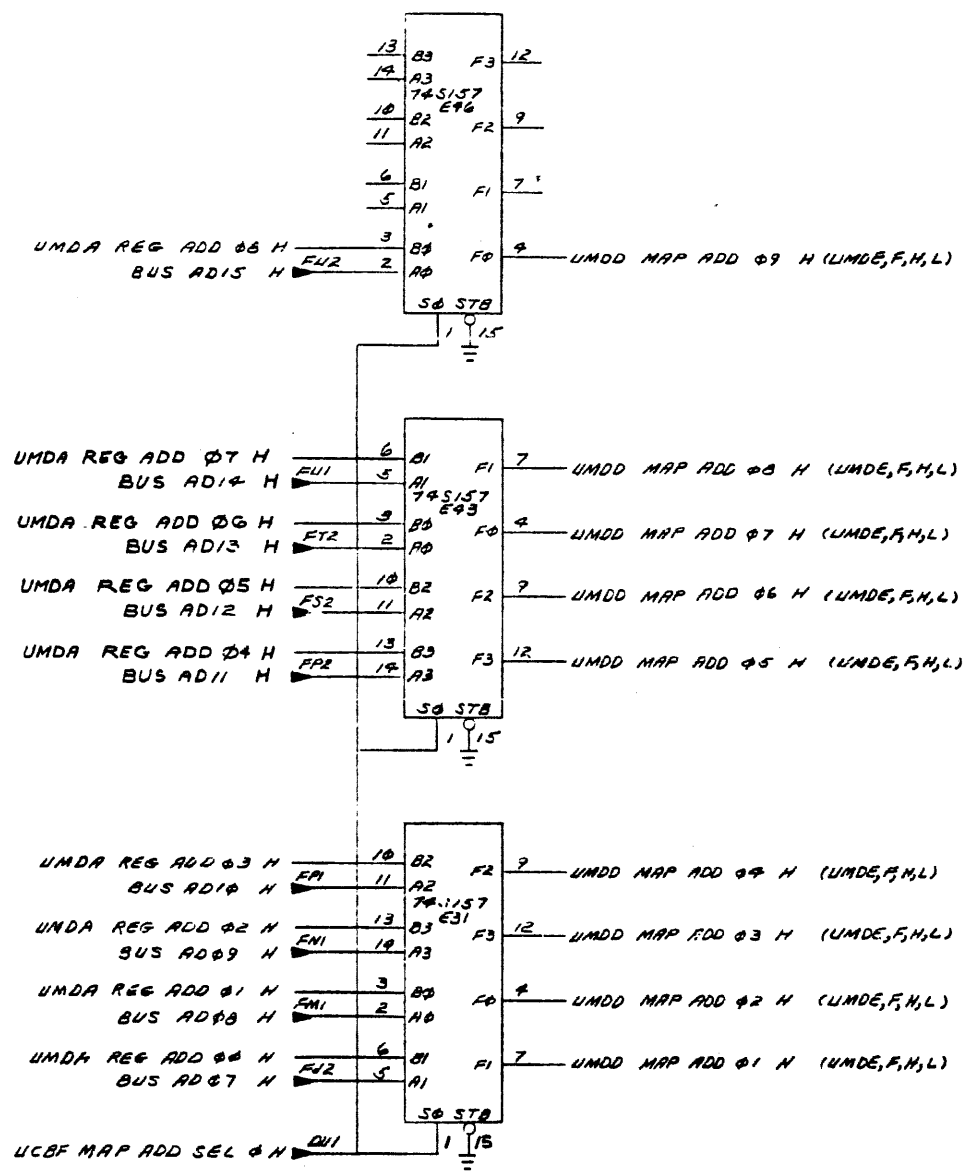 13 B3 F3 12
14 A3
74S157
E46
10 B2 F2 9
11 A2
6 B1 F1 7
5 A1
UMDA REG ADD Ø8 H 3 BØ FØ 4 UMDD MAP ADD Ø9 H (UMDE,F,H,L)
BUS AD15 H FU2 2 AØ
SØ STB
1 15
UMDA REG ADD Ø7 H 6 B1 F1 7 UMDD MAP ADD Ø8 H (UMDE,F,H,L)
BUS AD14 H FU1 5 A1
74S157
E43
UMDA REG ADD Ø6 H 3 BØ FØ 4 UMDD MAP ADD Ø7 H (UMDE,F,H,L)
BUS AD13 H FT2 2 AØ
UMDA REG ADD Ø5 H 1Ø B2 F2 9 UMDD MAP ADD Ø6 H (UMDE,F,H,L)
BUS AD12 H FS2 11 A2
UMDA REG ADD Ø4 H 13 B3 F3 12 UMDD MAP ADD Ø5 H (UMDE,F,H,L)
BUS AD11 H FP2 14 A3
SØ STB
1 15
UMDA REG ADD Ø3 H 1Ø B2 F2 9 UMDD MAP ADD Ø4 H (UMDE,F,H,L)
BUS AD1Ø H FP1 11 A2
74S157
E31
UMDA REG ADD Ø2 H 13 B3 F3 12 UMDD MAP ADD Ø3 H (UMDE,F,H,L)
BUS ADØ9 H FN1 14 A3
UMDA REG ADD Ø1 H 3 BØ FØ 4 UMDD MAP ADD Ø2 H (UMDE,F,H,L)
BUS ADØ8 H FM1 2 AØ
UMDA REG ADD ØØ H 6 B1 F1 7 UMDD MAP ADD Ø1 H (UMDE,F,H,L)
BUS ADØ7 H 5 A1
SØ STB
UCBF MAP ADD SEL Ø H DU1 1 15